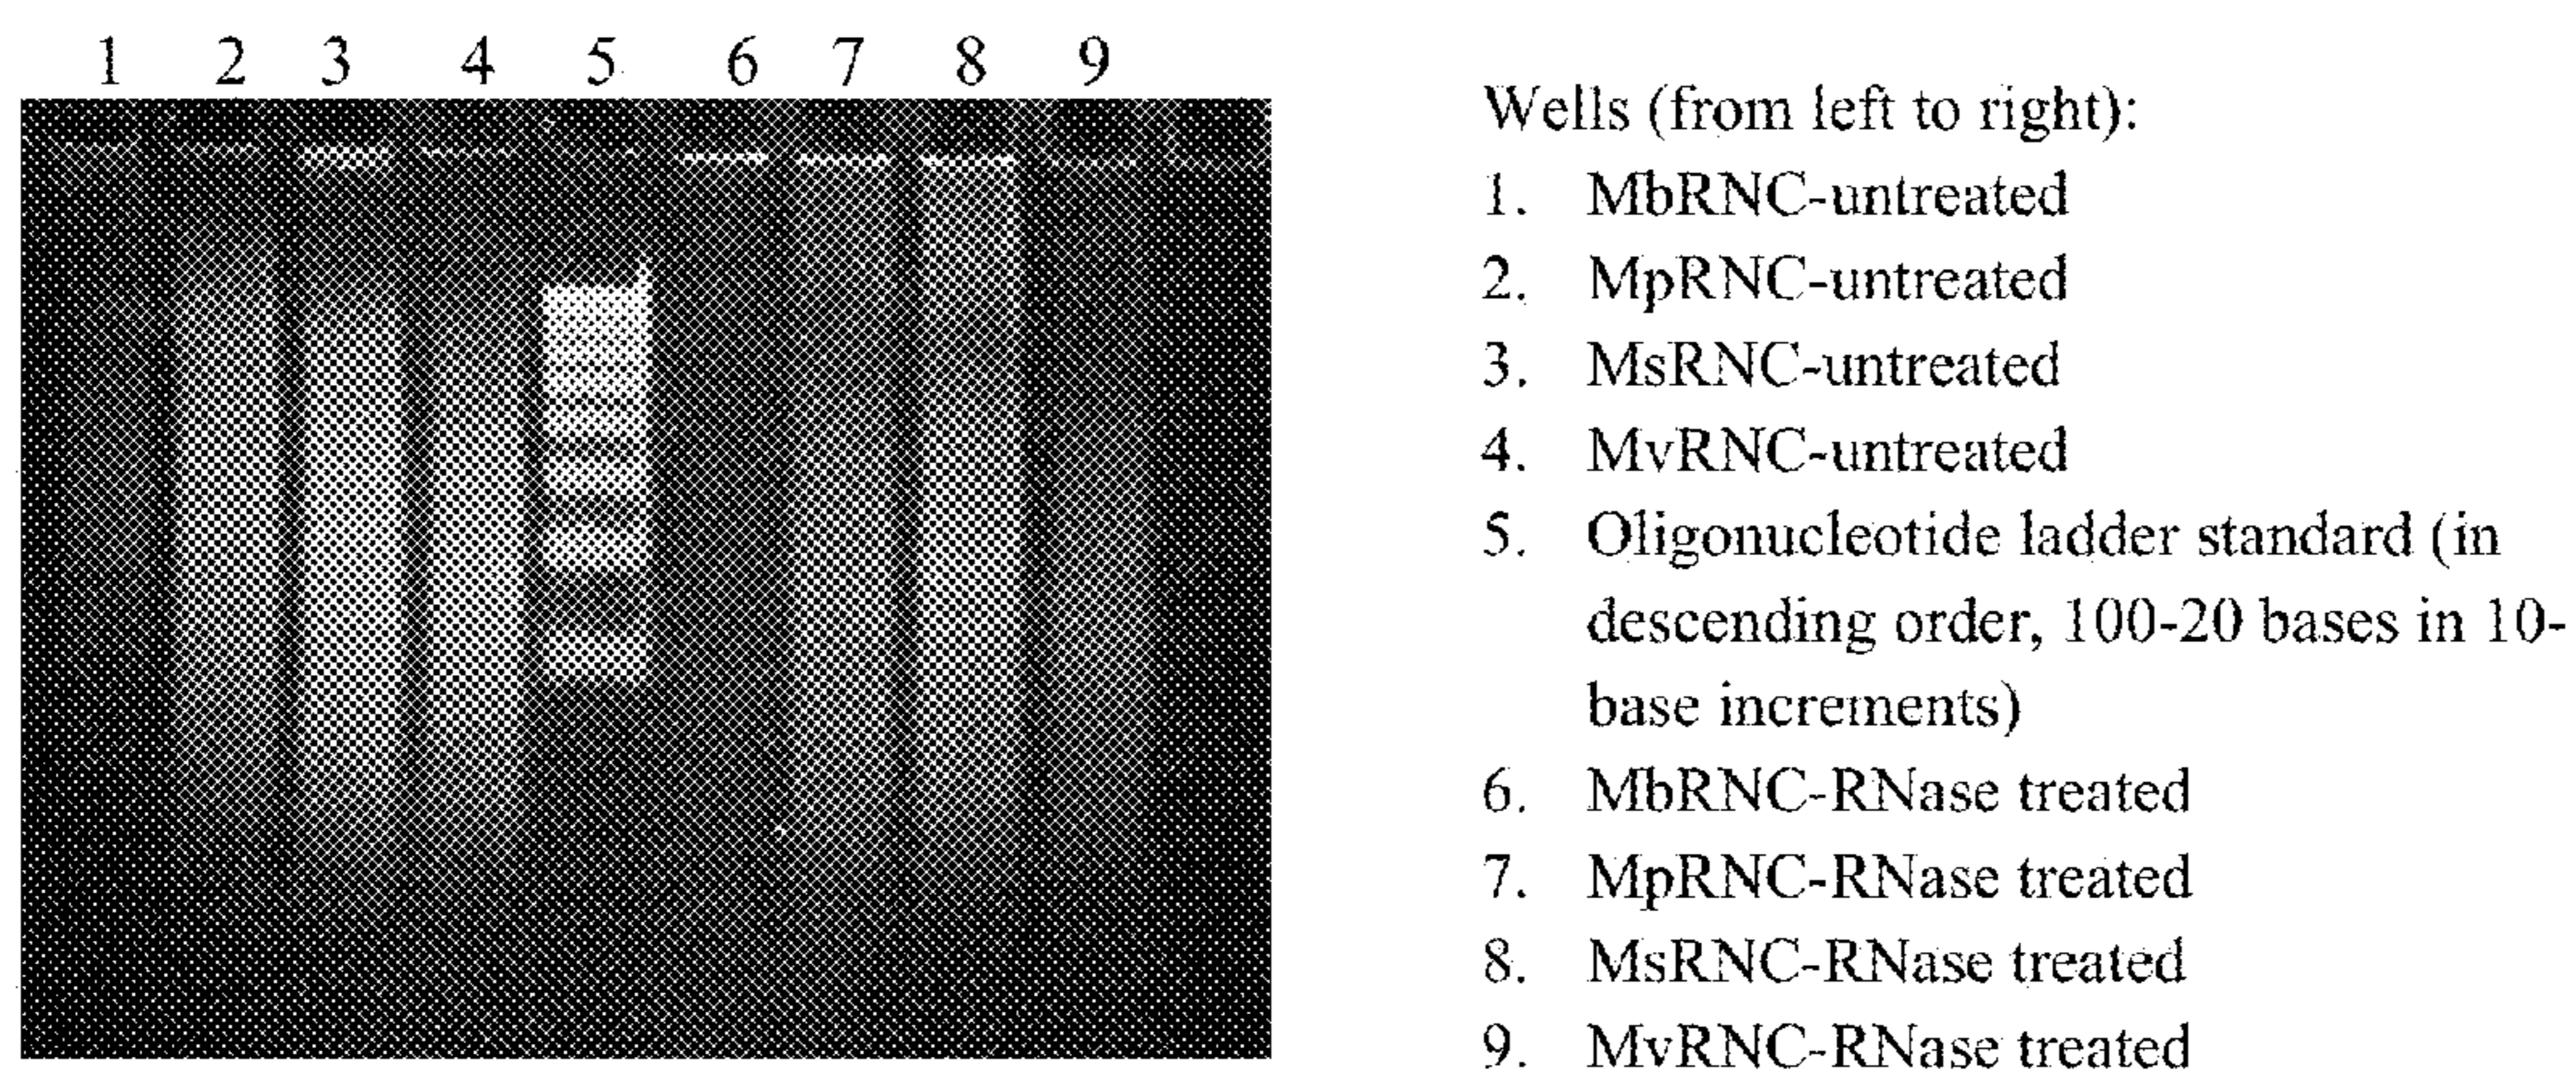 1 2 3 4 5 6 7 8 9
Wells (from left to right):
1. MbRNC-untreated
2. MpRNC-untreated
3. MsRNC-untreated
4. MvRNC-untreated
5. Oligonucleotide ladder standard (in
descending order, 100-20 bases in 10-
base increments)
6. MbRNC-RNase treated
7. MpRNC-RNase treated
8. MsRNC-RNase treated
9. MvRNC-RNase treated